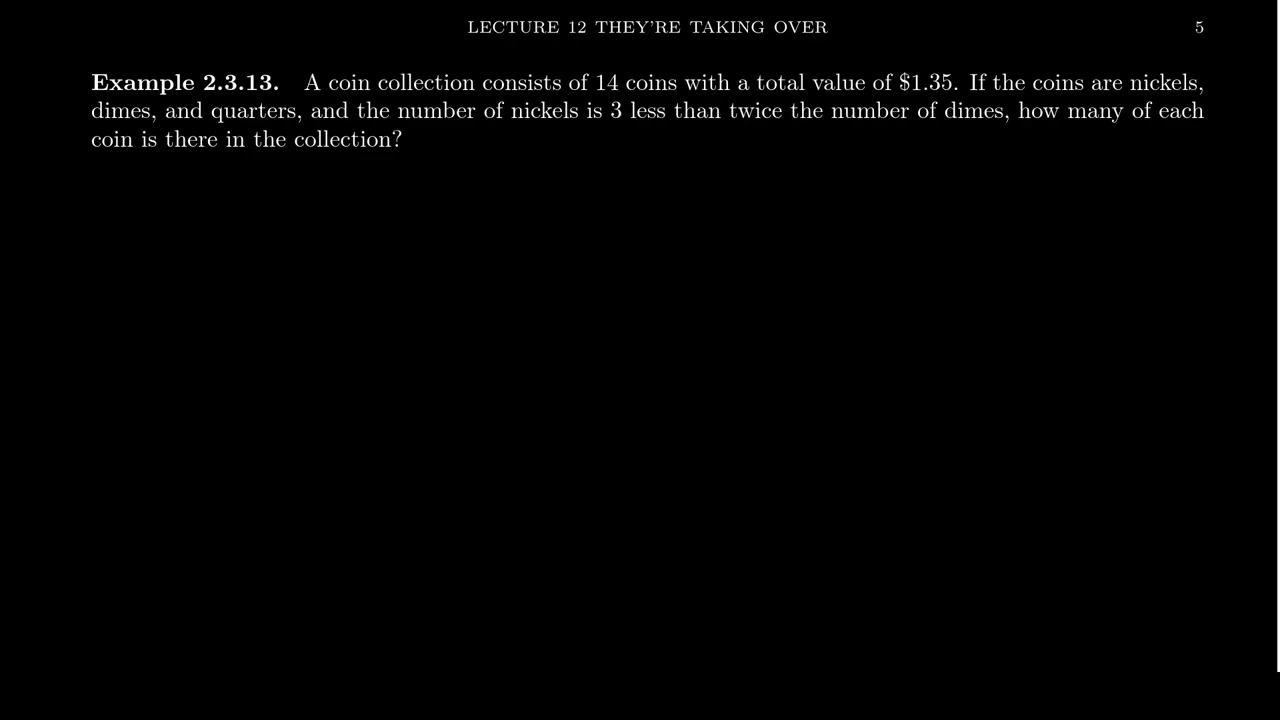 LECTURE 12 THEY'RE TAKING OVER 5
Example 2.3.13. A coin collection consists of 14 coins with a total value of $1.35. If the coins are nickels,
dimes, and quarters, and the number of nickels is 3 less than twice the number of dimes, how many of each
coin is there in the collection?